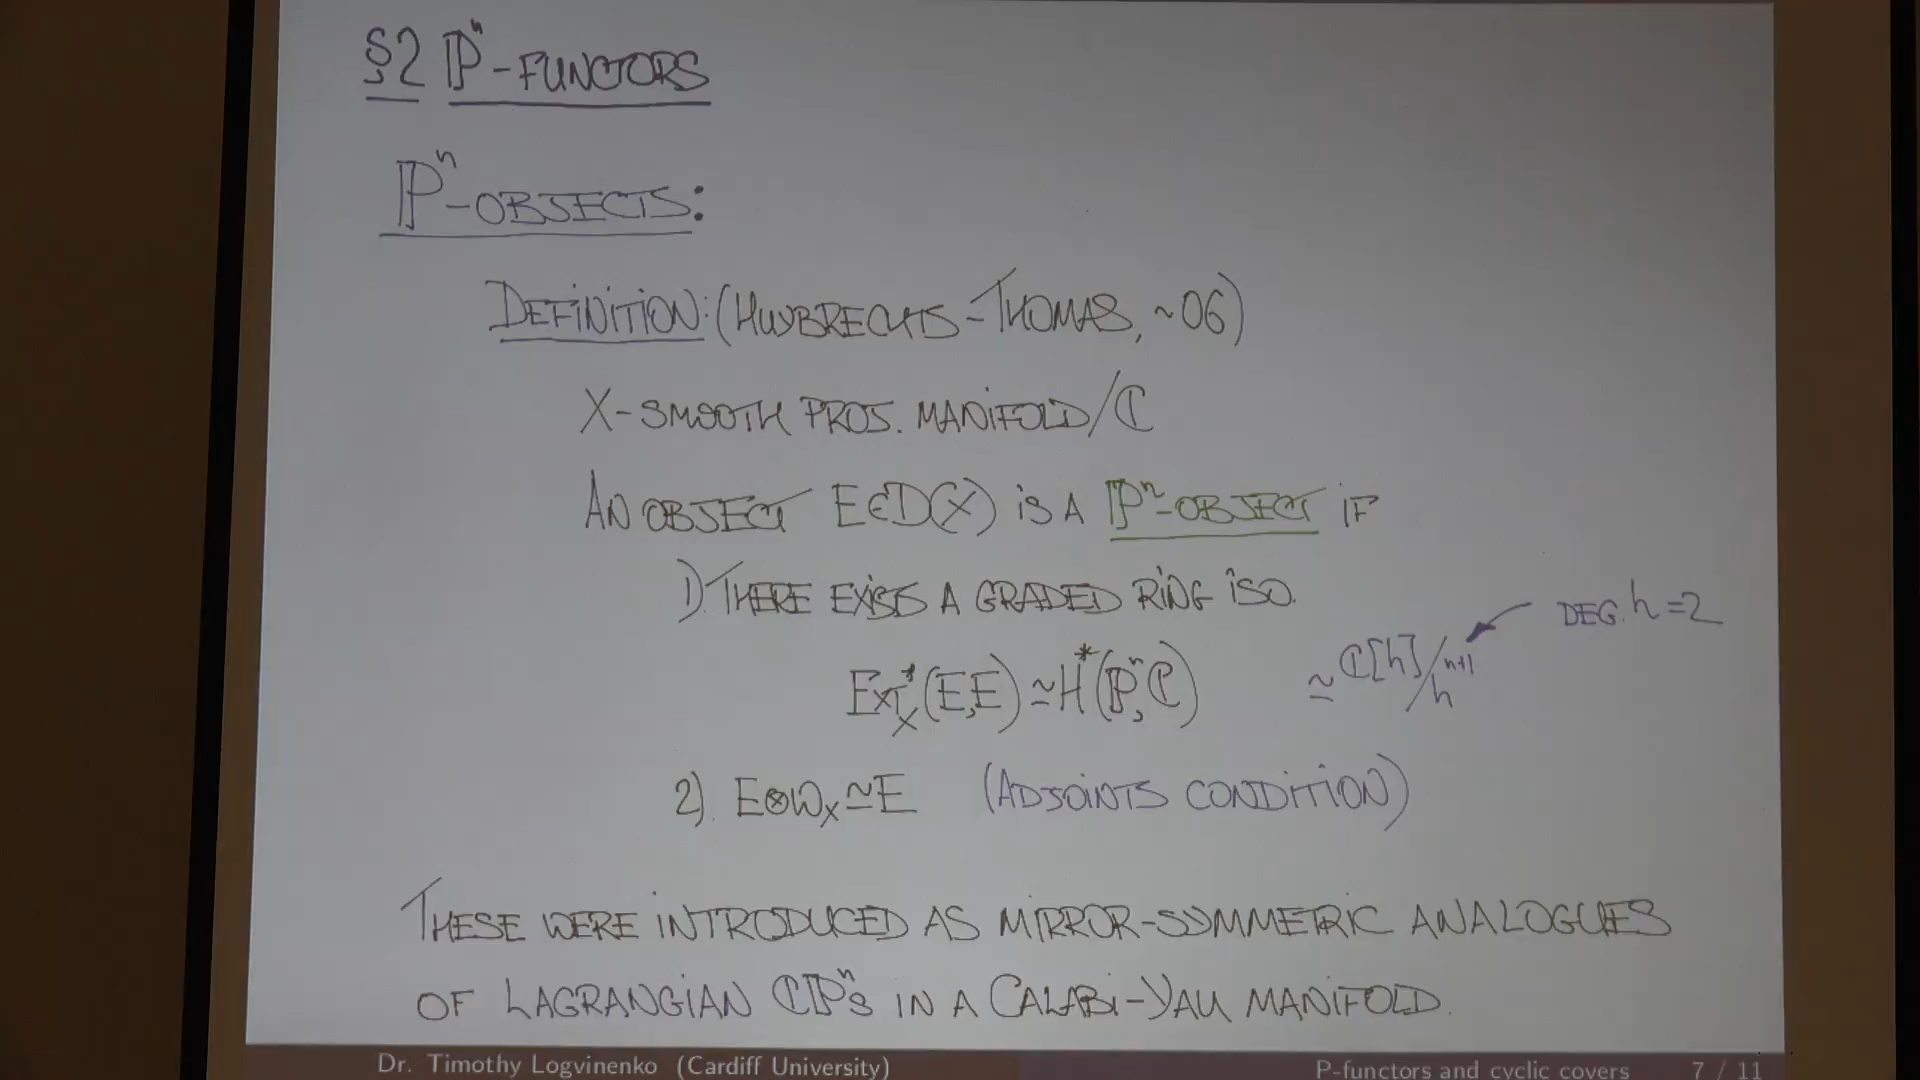 §2 ℙⁿ-FUNCTORS
ℙⁿ-OBJECTS:
DEFINITION: (HUYBRECHTS-THOMAS, ~06)
X-SMOOTH PROJ. MANIFOLD/ℂ
AN OBJECT E∈D(X) IS A ℙⁿ-OBJECT IF
1) THERE EXISTS A GRADED RING ISO.
Ext*_X(E,E) ≃ H*(ℙⁿ,ℂ) ≃ ℂ[h]/hⁿ⁺¹ DEG. h=2
2) E⊗ω_X≃E (ADJOINTS CONDITION)
THESE WERE INTRODUCED AS MIRROR-SYMMETRIC ANALOGUES
OF LAGRANGIAN ℂℙⁿ's IN A CALABI-YAU MANIFOLD.
Dr. Timothy Logvinenko (Cardiff University) P-functors and cyclic covers 7 / 11